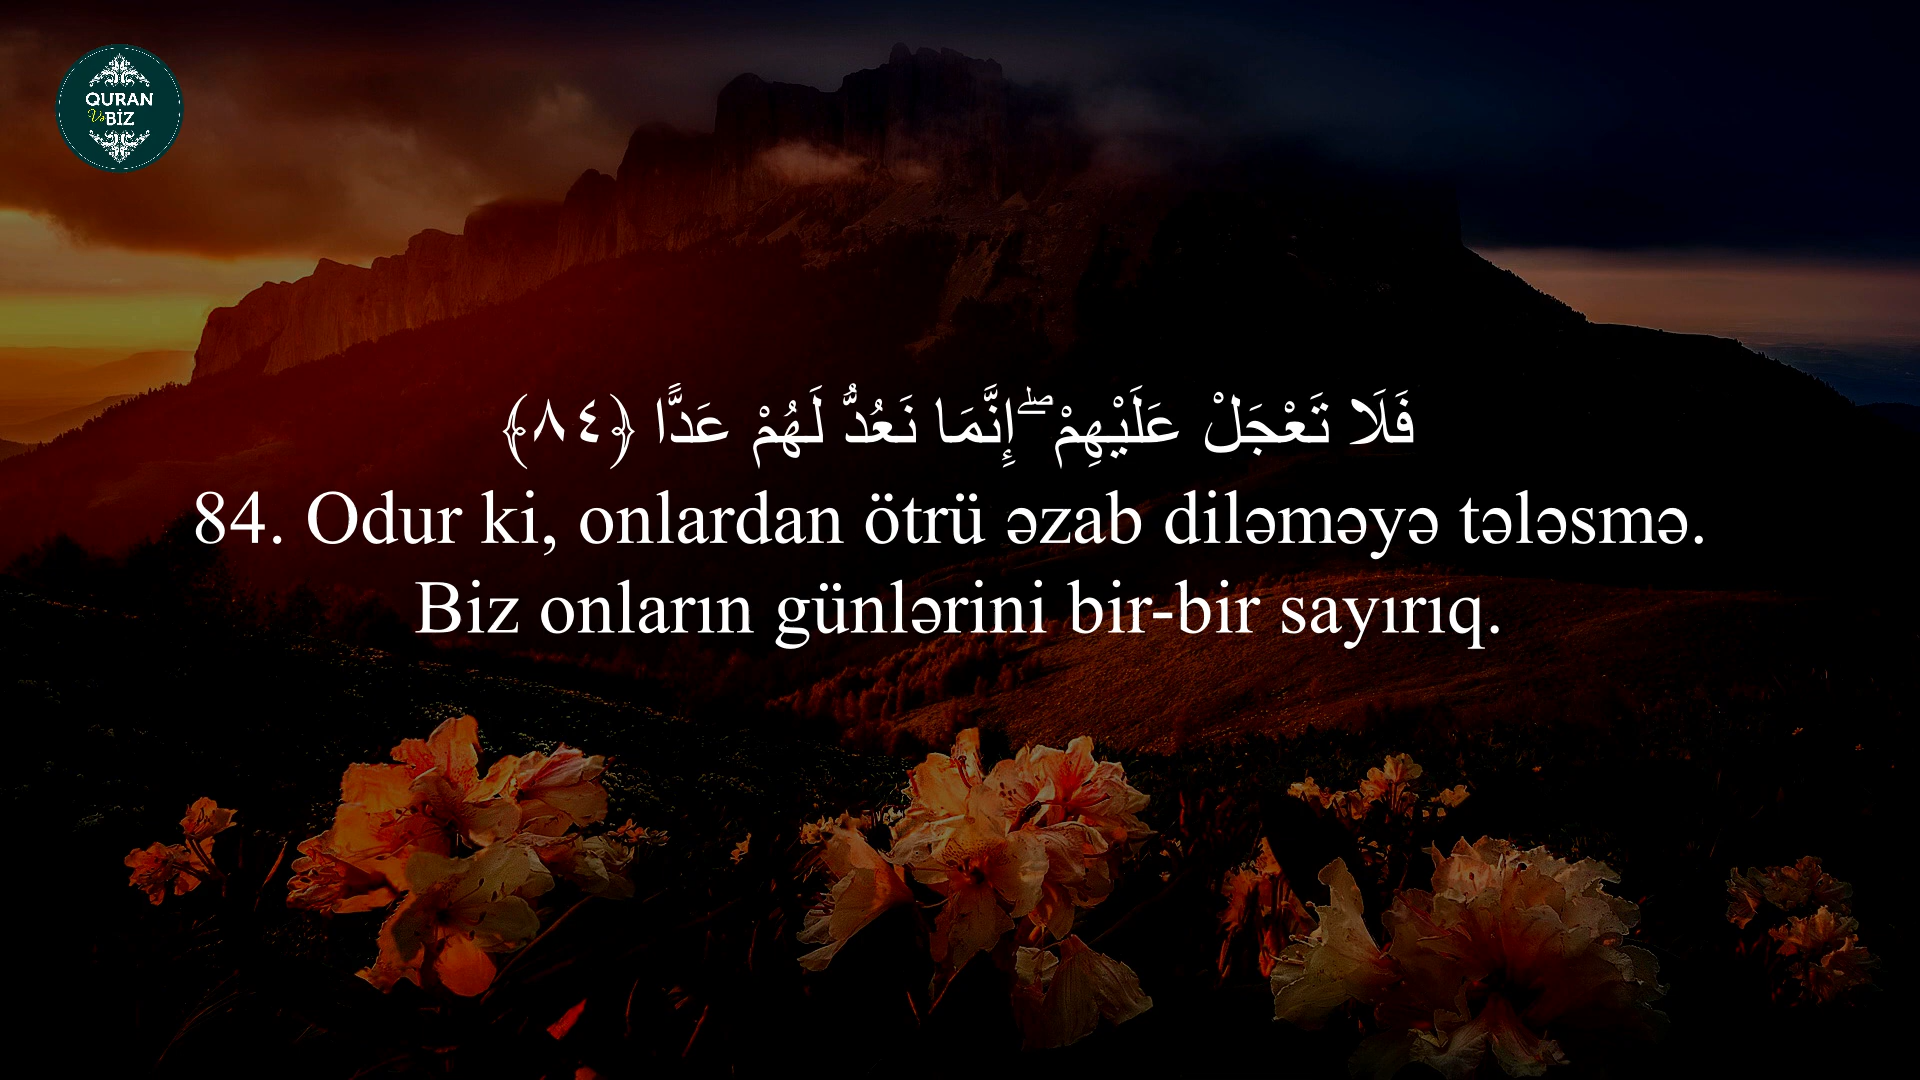 QURAN
Və BİZ
فَلَا تَعْجَلْ عَلَيْهِمْ ۖ إِنَّمَا نَعُدُّ لَهُمْ عَدًّا ﴿٨٤﴾
84. Odur ki, onlardan ötrü əzab diləməyə tələsmə.
Biz onların günlərini bir-bir sayırıq.